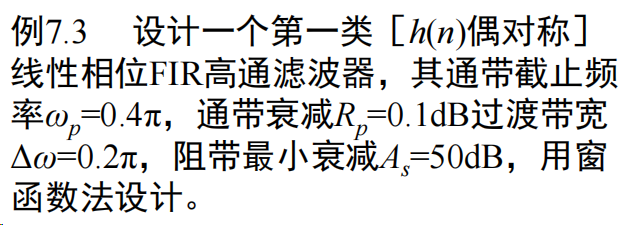 例7.3 设计一个第一类［h(n)偶对称］
线性相位FIR高通滤波器，其通带截止频
率ωp=0.4π，通带衰减Rp=0.1dB过渡带宽
Δω=0.2π，阻带最小衰减As=50dB，用窗
函数法设计。